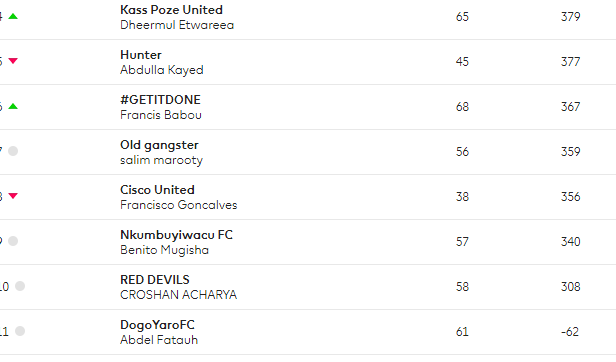 4 Kass Poze United 65 379
Dheermul Etwareea
5 Hunter 45 377
Abdulla Kayed
6 #GETITDONE 68 367
Francis Babou
7 Old gangster 56 359
salim marooty
8 Cisco United 38 356
Francisco Goncalves
9 Nkumbuyiwacu FC 57 340
Benito Mugisha
10 RED DEVILS 58 308
CROSHAN ACHARYA
11 DogoYaroFC 61 -62
Abdel Fatauh